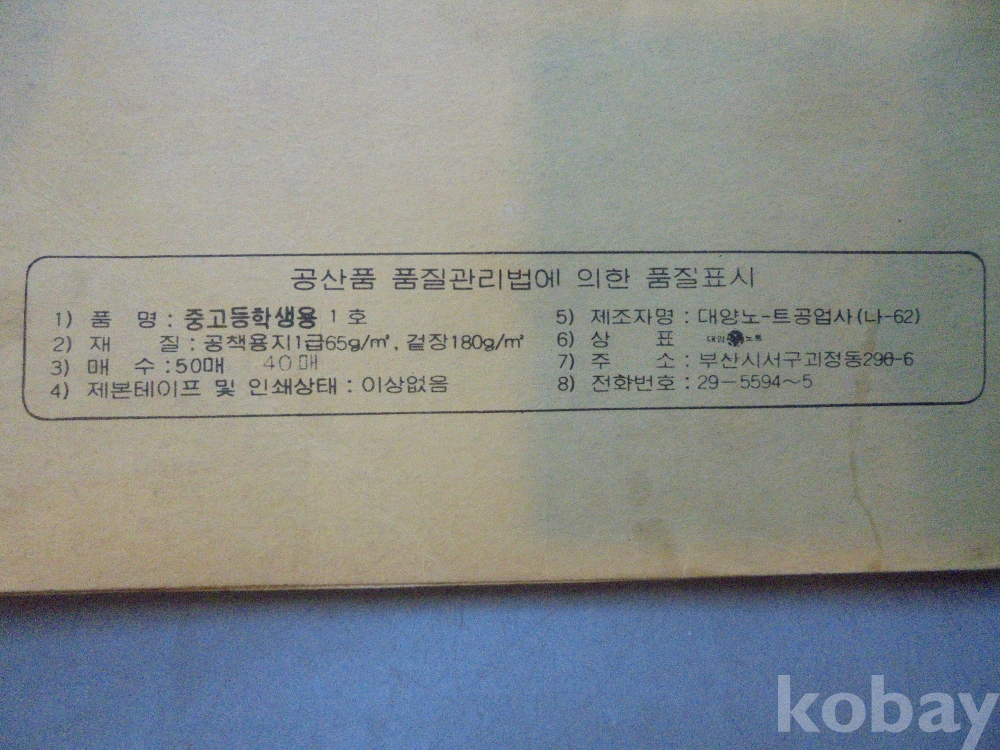 공산품 품질관리법에 의한 품질표시
1) 품 명 : 중고등학생용 1 호
2) 재 질 : 공책용지1급65g/㎡, 겉장180g/㎡
3) 매 수 : 50매 40매
4) 제본테이프 및 인쇄상태 : 이상없음
5) 제조자명 : 대양노-트공업사(나-62)
6) 상 표 노트
7) 주 소 : 부산시서구괴정동290-6
8) 전화번호 : 29-5594~5
kobay